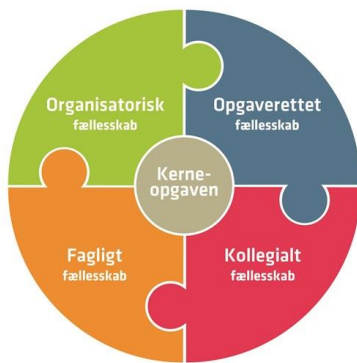 Organisatorisk
fællesskab
Opgaverettet
fællesskab
Kerne-
opgaven
Fagligt
fællesskab
Kollegialt
fællesskab